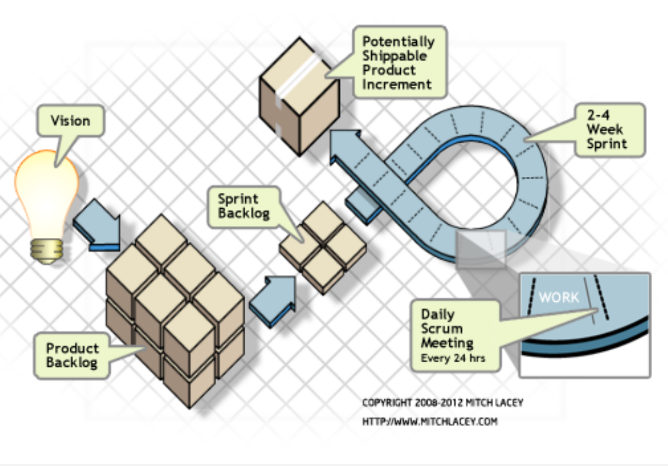 Vision
Potentially
Shippable
Product
Increment
2-4
Week
Sprint
Sprint
Backlog
Product
Backlog
Daily
Scrum
Meeting
Every 24 hrs
WORK
COPYRIGHT 2008-2012 MITCH LACEY
HTTP://WWW.MITCHLACEY.COM